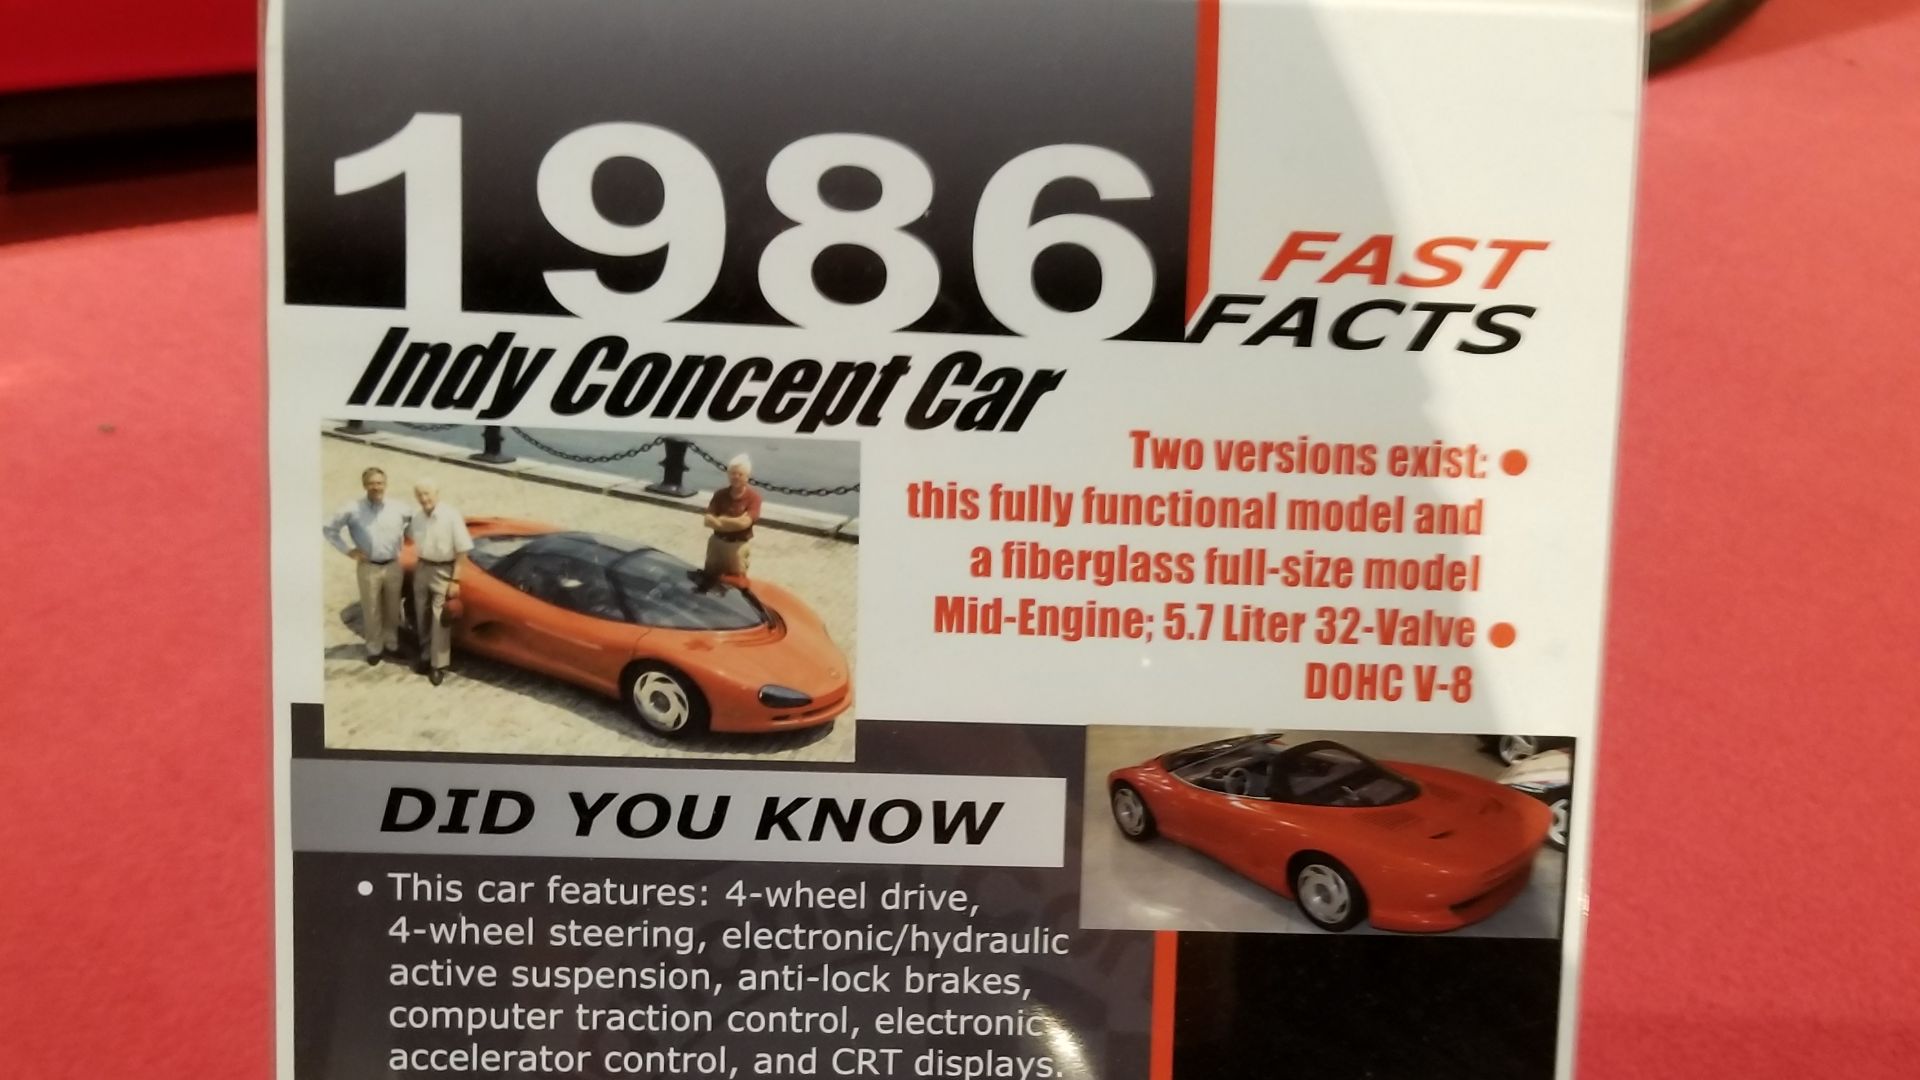 1986
Indy Concept Car
FAST
FACTS
Two versions exist: •
this fully functional model and
a fiberglass full-size model
Mid-Engine; 5.7 Liter 32-Valve •
DOHC V-8
DID YOU KNOW
• This car features: 4-wheel drive,
4-wheel steering, electronic/hydraulic
active suspension, anti-lock brakes,
computer traction control, electronic
accelerator control, and CRT displays.